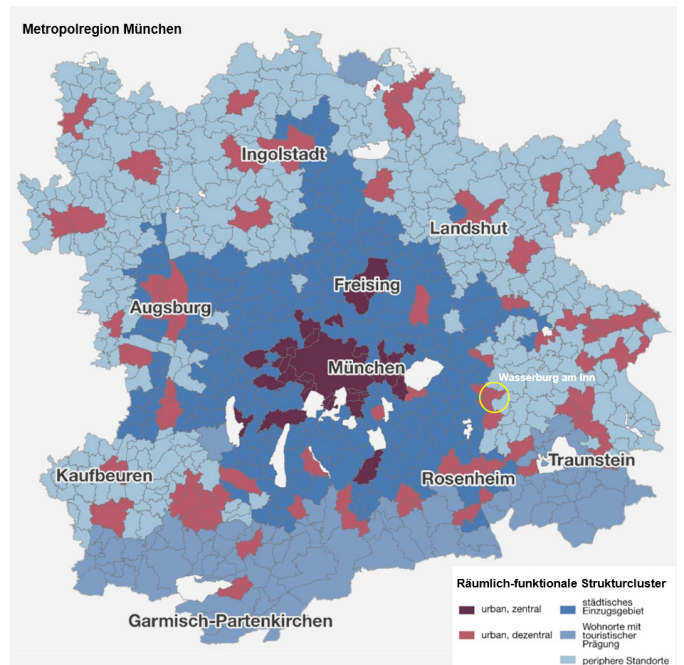 Metropolregion München
Ingolstadt
Landshut
Freising
Augsburg
München
Wasserburg am Inn
Traunstein
Kaufbeuren
Rosenheim
Garmisch-Partenkirchen
Räumlich-funktionale Strukturcluster
urban, zentral
urban, dezentral
städtisches
Einzugsgebiet
Wohnorte mit
touristischer
Prägung
periphere Standorte